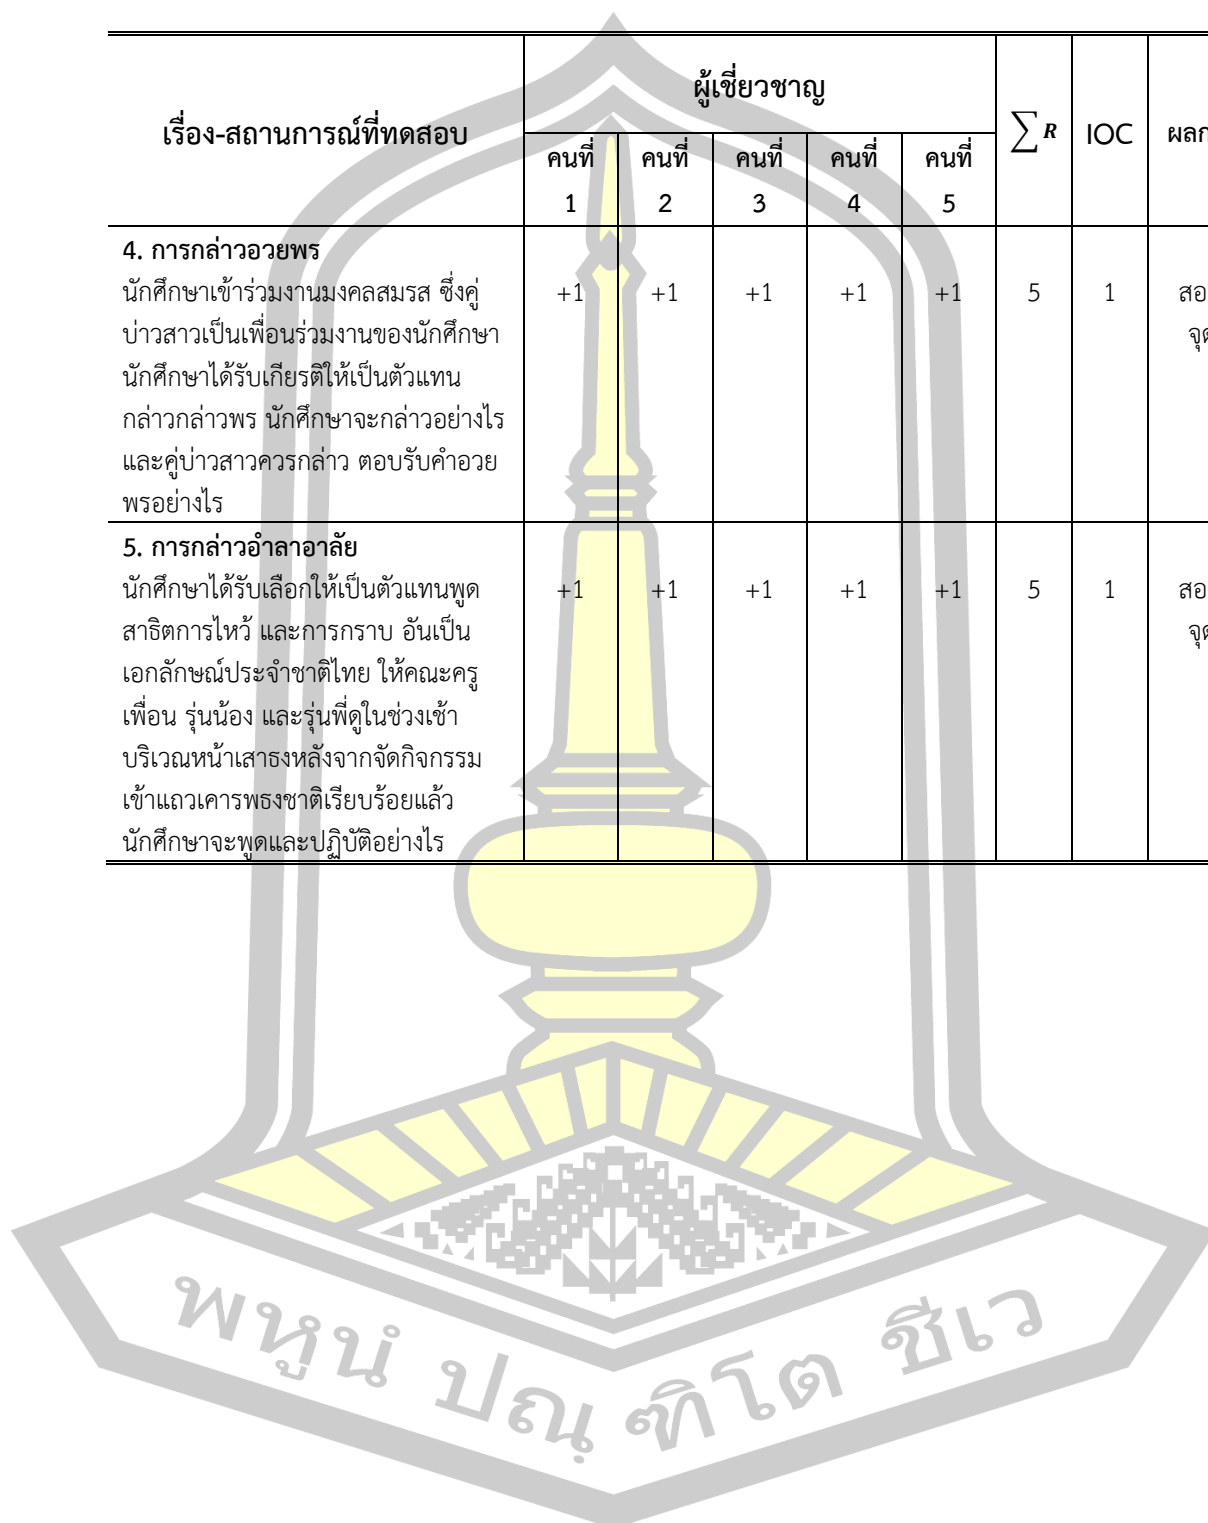 เรื่อง-สถานการณ์ที่ทดสอบ
ผู้เชี่ยวชาญ
∑R
IOC
คนที่ 1
คนที่ 2
คนที่ 3
คนที่ 4
คนที่ 5
4. การกล่าวอวยพร
นักศึกษาเข้าร่วมงานมงคลสมรส ซึ่งคู่ +1 +1 +1 +1 +1 5 1
บ่าวสาวเป็นเพื่อนร่วมงานของนักศึกษา
นักศึกษาได้รับเกียรติให้เป็นตัวแทน
กล่าวกล่าวพร นักศึกษาจะกล่าวอย่างไร
และคู่บ่าวสาวควรกล่าว ตอบรับคำอวย
พรอย่างไร
5. การกล่าวอำลาอาลัย
นักศึกษาได้รับเลือกให้เป็นตัวแทนพูด +1 +1 +1 +1 +1 5 1
สาธิตการไหว้ และการกราบ อันเป็น
เอกลักษณ์ประจำชาติไทย ให้คณะครู
เพื่อน รุ่นน้อง และรุ่นพี่ดูในช่วงเช้า
บริเวณหน้าเสาธงหลังจากจัดกิจกรรม
เข้าแถวเคารพธงชาติเรียบร้อยแล้ว
นักศึกษาจะพูดและปฏิบัติอย่างไร
พหูนํ ปณฺฑิโต ชีเว